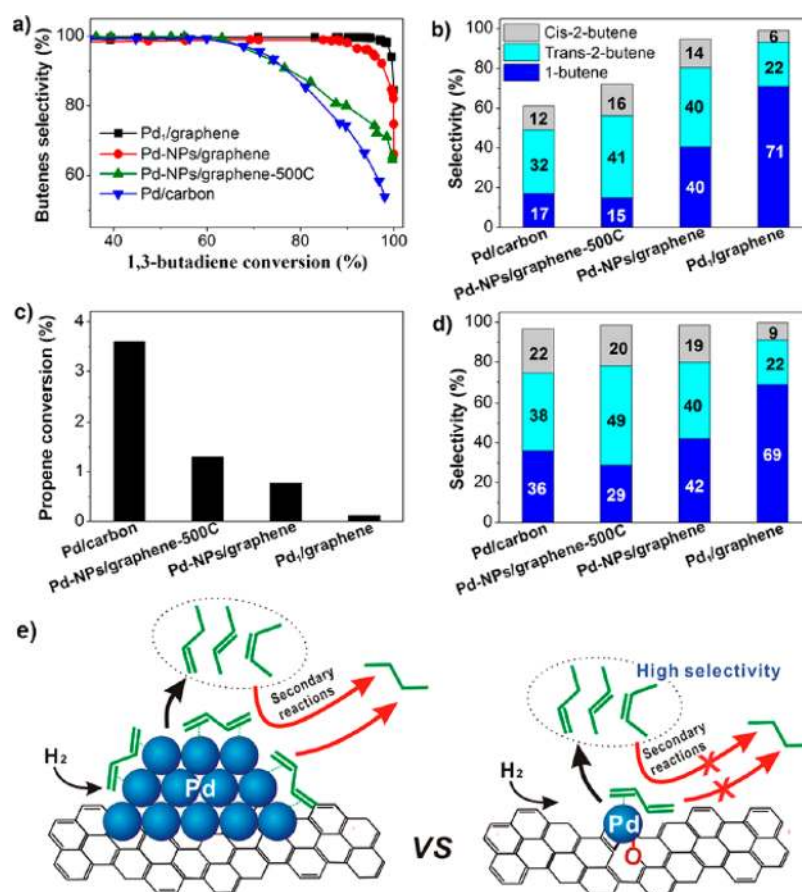 a)
Butenes selectivity (%)
100
80
60
Pd₁/graphene
Pd-NPs/graphene
Pd-NPs/graphene-500C
Pd/carbon
40 60 80 100
1,3-butadiene conversion (%)
b)
Selectivity (%)
100
80
60
40
20
0
Cis-2-butene
Trans-2-butene
1-butene
12
32
17
16
41
15
14
40
40
6
22
71
Pd/carbon
Pd-NPs/graphene-500C
Pd-NPs/graphene
Pd₁/graphene
c)
Propene conversion (%)
4
3
2
1
0
Pd/carbon
Pd-NPs/graphene-500C
Pd-NPs/graphene
Pd₁/graphene
d)
Selectivity (%)
100
80
60
40
20
0
22
38
36
20
49
29
19
40
42
9
22
69
Pd/carbon
Pd-NPs/graphene-500C
Pd-NPs/graphene
Pd₁/graphene
e)
Secondary
reactions
H₂
Pd
VS
High selectivity
Secondary
reactions
H₂
Pd
O